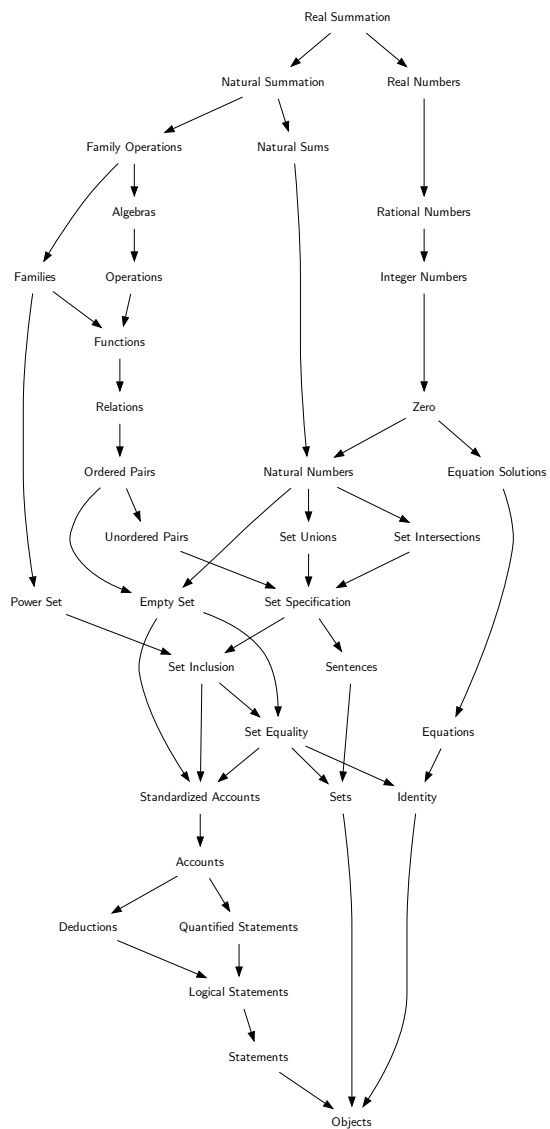 Real Summation
Natural Summation
Real Numbers
Family Operations
Natural Sums
Algebras
Rational Numbers
Families
Operations
Integer Numbers
Functions
Relations
Zero
Ordered Pairs
Natural Numbers
Equation Solutions
Unordered Pairs
Set Unions
Set Intersections
Power Set
Empty Set
Set Specification
Set Inclusion
Sentences
Set Equality
Equations
Standardized Accounts
Sets
Identity
Accounts
Deductions
Quantified Statements
Logical Statements
Statements
Objects